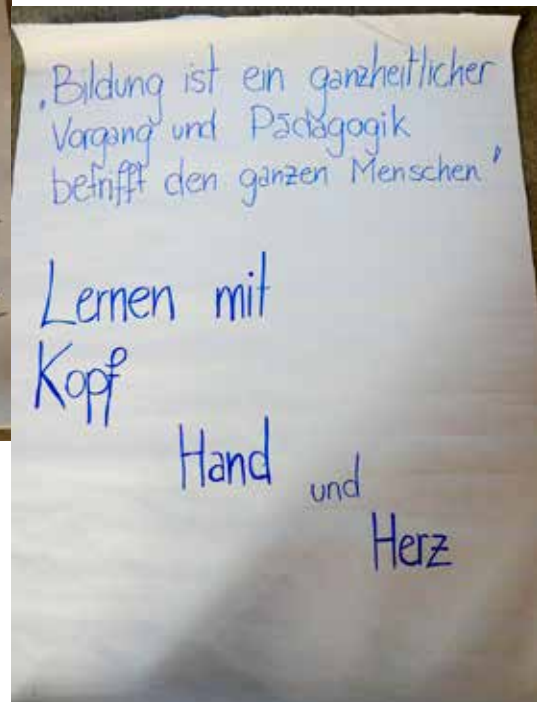 „Bildung ist ein ganzheitlicher
Vorgang und Pädagogik
betrifft den ganzen Menschen"
Lernen mit
Kopf
Hand und
Herz